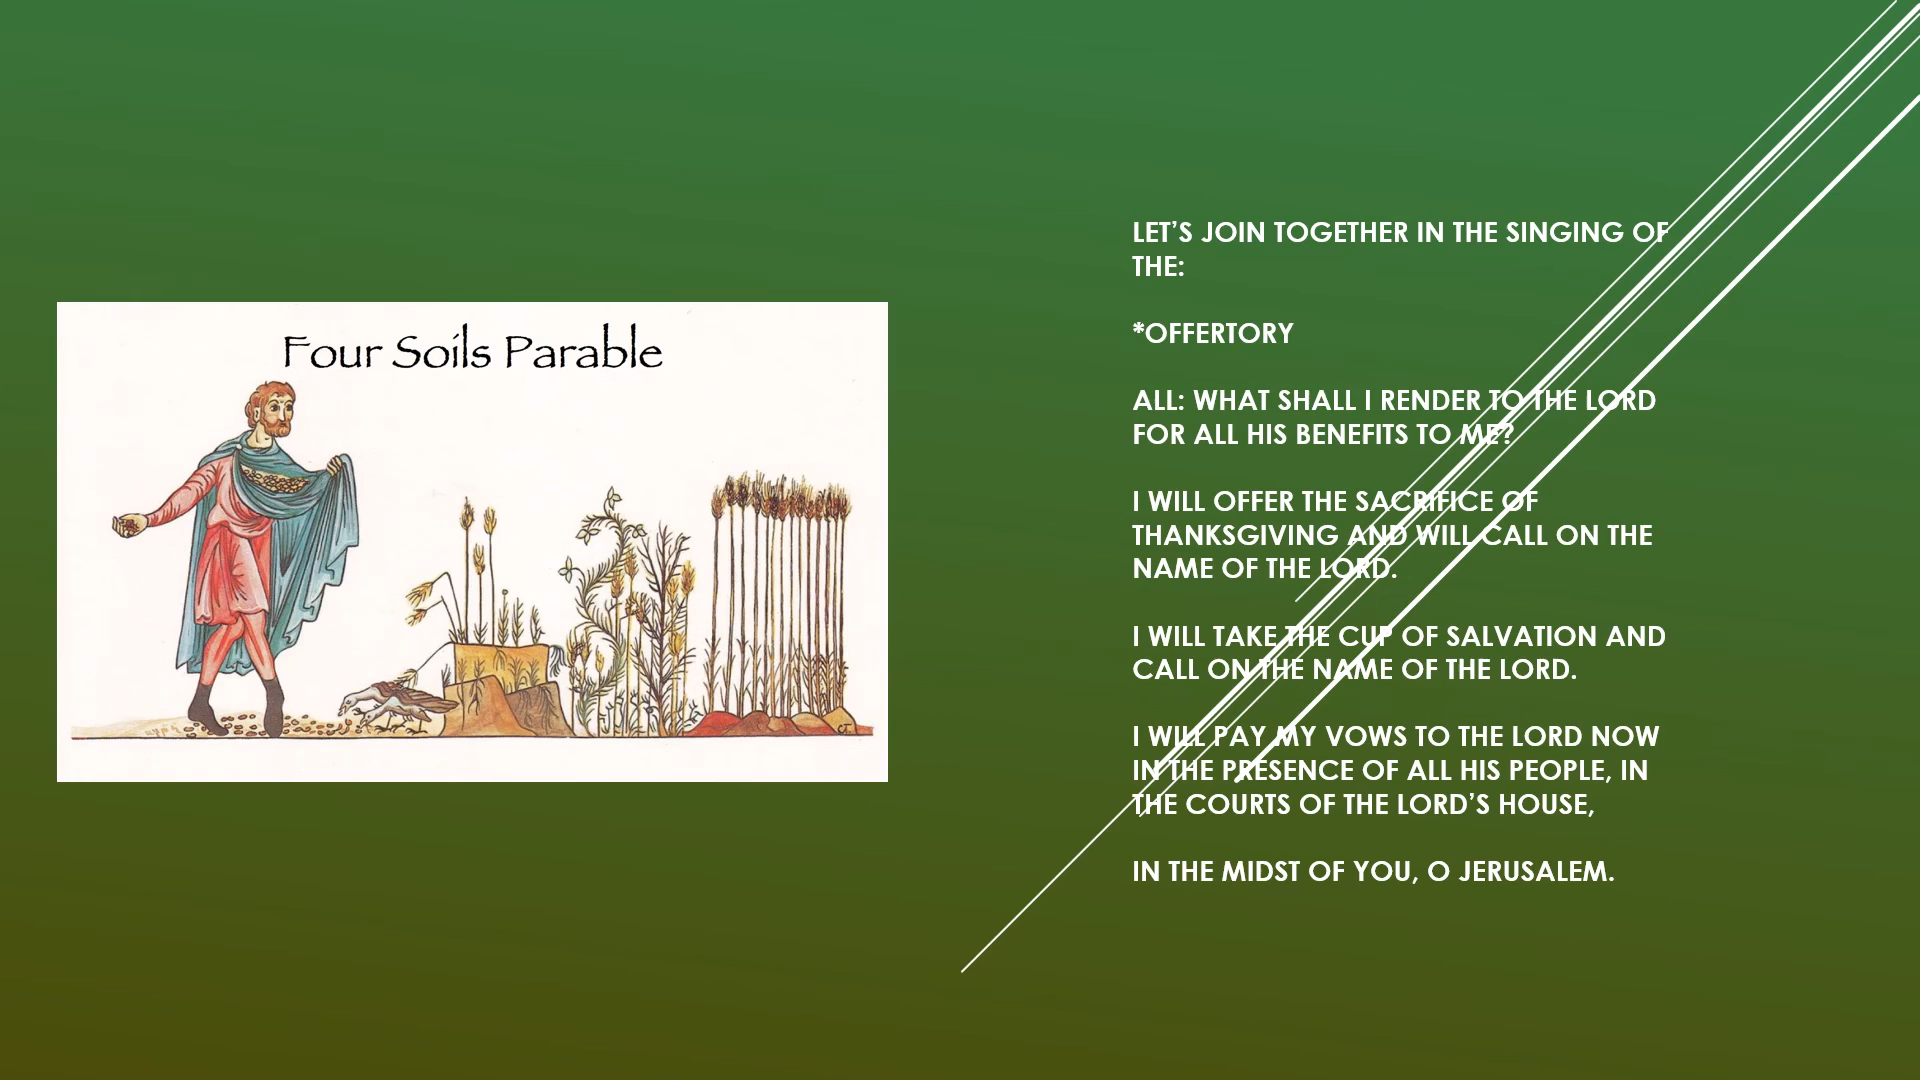 Four Soils Parable
LET’S JOIN TOGETHER IN THE SINGING OF
THE:
*OFFERTORY
ALL: WHAT SHALL I RENDER TO THE LORD
FOR ALL HIS BENEFITS TO ME?
I WILL OFFER THE SACRIFICE OF
THANKSGIVING AND WILL CALL ON THE
NAME OF THE LORD.
I WILL TAKE THE CUP OF SALVATION AND
CALL ON THE NAME OF THE LORD.
I WILL PAY MY VOWS TO THE LORD NOW
IN THE PRESENCE OF ALL HIS PEOPLE, IN
THE COURTS OF THE LORD’S HOUSE,
IN THE MIDST OF YOU, O JERUSALEM.